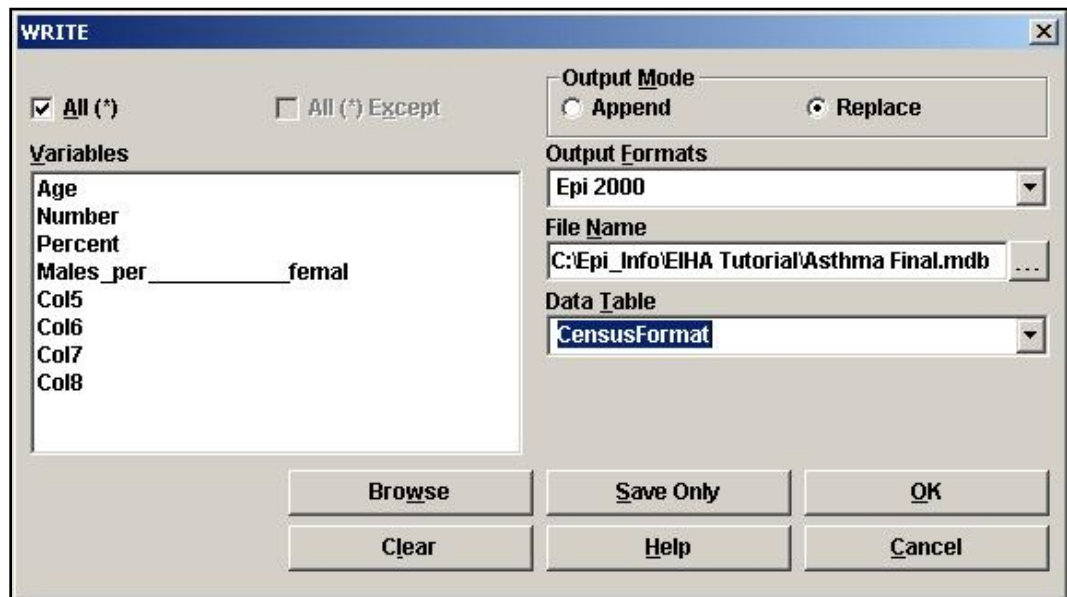 WRITE
All (*)
All (*) Except
Output Mode
Append
Replace
Variables
Age
Number
Percent
Males_per____________femal
Col5
Col6
Col7
Col8
Output Formats
Epi 2000
File Name
C:\Epi_Info\EIHA Tutorial\Asthma Final.mdb
...
Data Table
CensusFormat
Browse
Save Only
OK
Clear
Help
Cancel